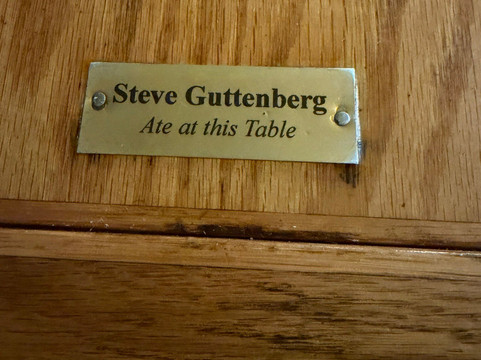 Steve Guttenberg
Ate at this Table